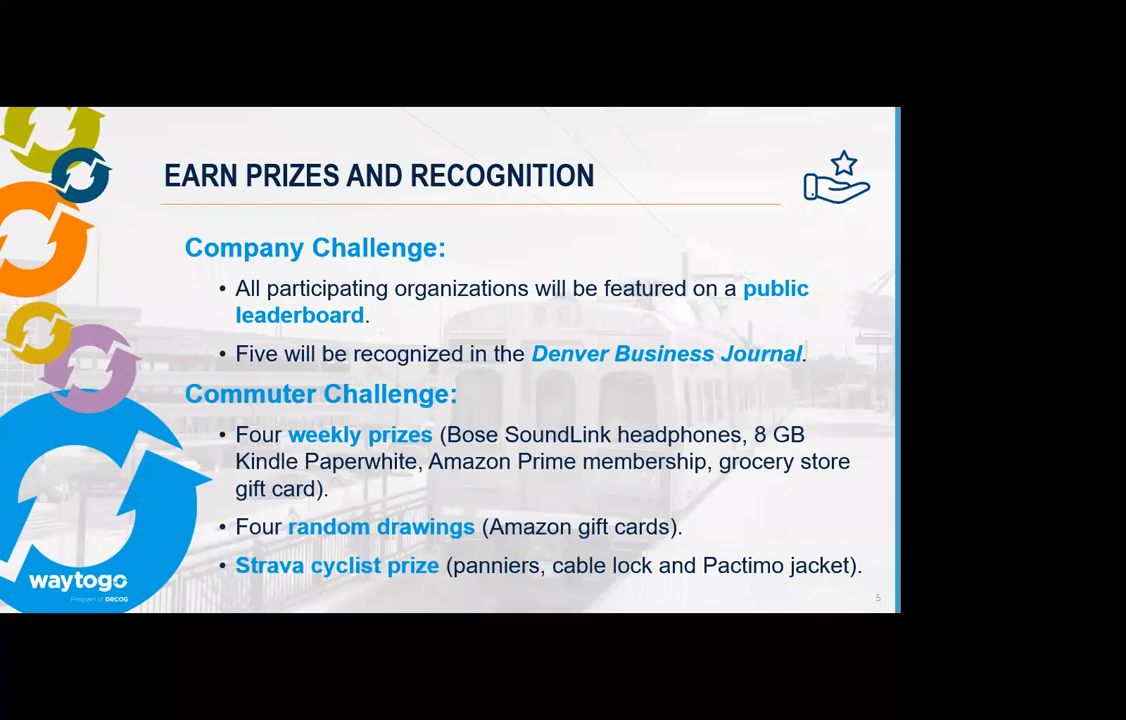 EARN PRIZES AND RECOGNITION
Company Challenge:
• All participating organizations will be featured on a public
leaderboard.
• Five will be recognized in the Denver Business Journal.
Commuter Challenge:
• Four weekly prizes (Bose SoundLink headphones, 8 GB
Kindle Paperwhite, Amazon Prime membership, grocery store
gift card).
• Four random drawings (Amazon gift cards).
• Strava cyclist prize (panniers, cable lock and Pactimo jacket).
waytogo
Program of DRCOG
5